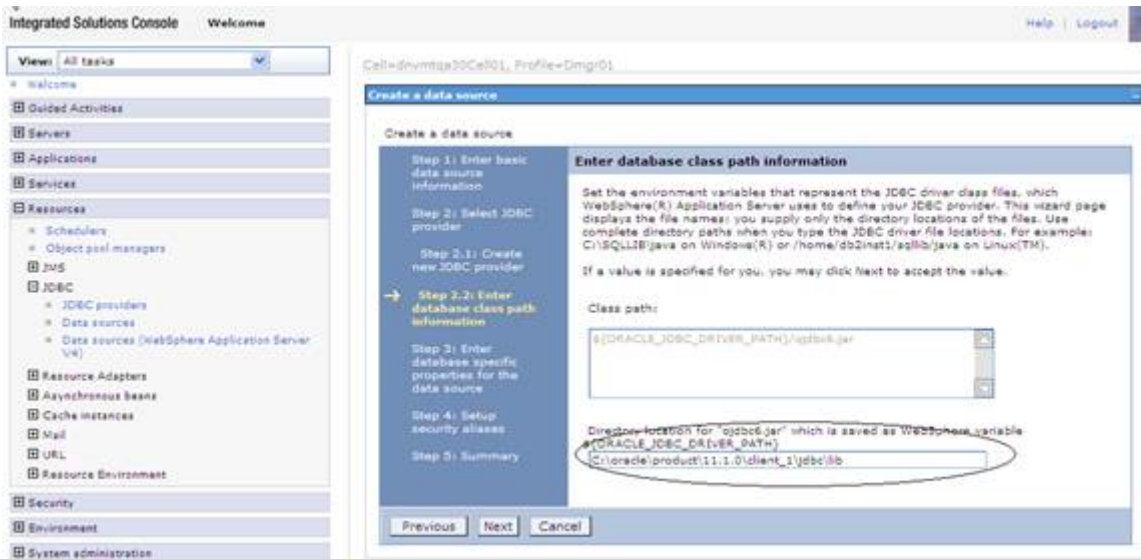 Integrated Solutions Console Welcome Help | Logout
View: All tasks
Welcome
Guided Activities
Servers
Applications
Services
Resources
Schedulers
Object pool managers
JMS
JDBC
JDBC providers
Data sources
Data sources (WebSphere Application Server V4)
Resource Adapters
Asynchronous beans
Cache instances
Mail
URL
Resource Environment
Security
Environment
System administration
Cell=dnvmtqa30Cell01, Profile=Dmgr01
Create a data source
Create a data source
Step 1: Enter basic
data source
information
Step 2: Select JDBC
provider
Step 2.1: Create
new JDBC provider
Step 2.2: Enter
database class path
information
Step 3: Enter
database specific
properties for the
data source
Step 4: Setup
security aliases
Step 5: Summary
Enter database class path information
Set the environment variables that represent the JDBC driver class files, which
WebSphere(R) Application Server uses to define your JDBC provider. This wizard page
displays the file names; you supply only the directory locations of the files. Use
complete directory paths when you type the JDBC driver file locations. For example:
C:\SQLLIB\java on Windows(R) or /home/db2inst1/sqllib/java on Linux(TM).
If a value is specified for you, you may click Next to accept the value.
Class path:
${ORACLE_JDBC_DRIVER_PATH}/ojdbc6.jar
Directory location for "ojdbc6.jar" which is saved as WebSphere variable
${ORACLE_JDBC_DRIVER_PATH}
C:\oracle\product\11.1.0\client_1\jdbc\lib
Previous Next Cancel